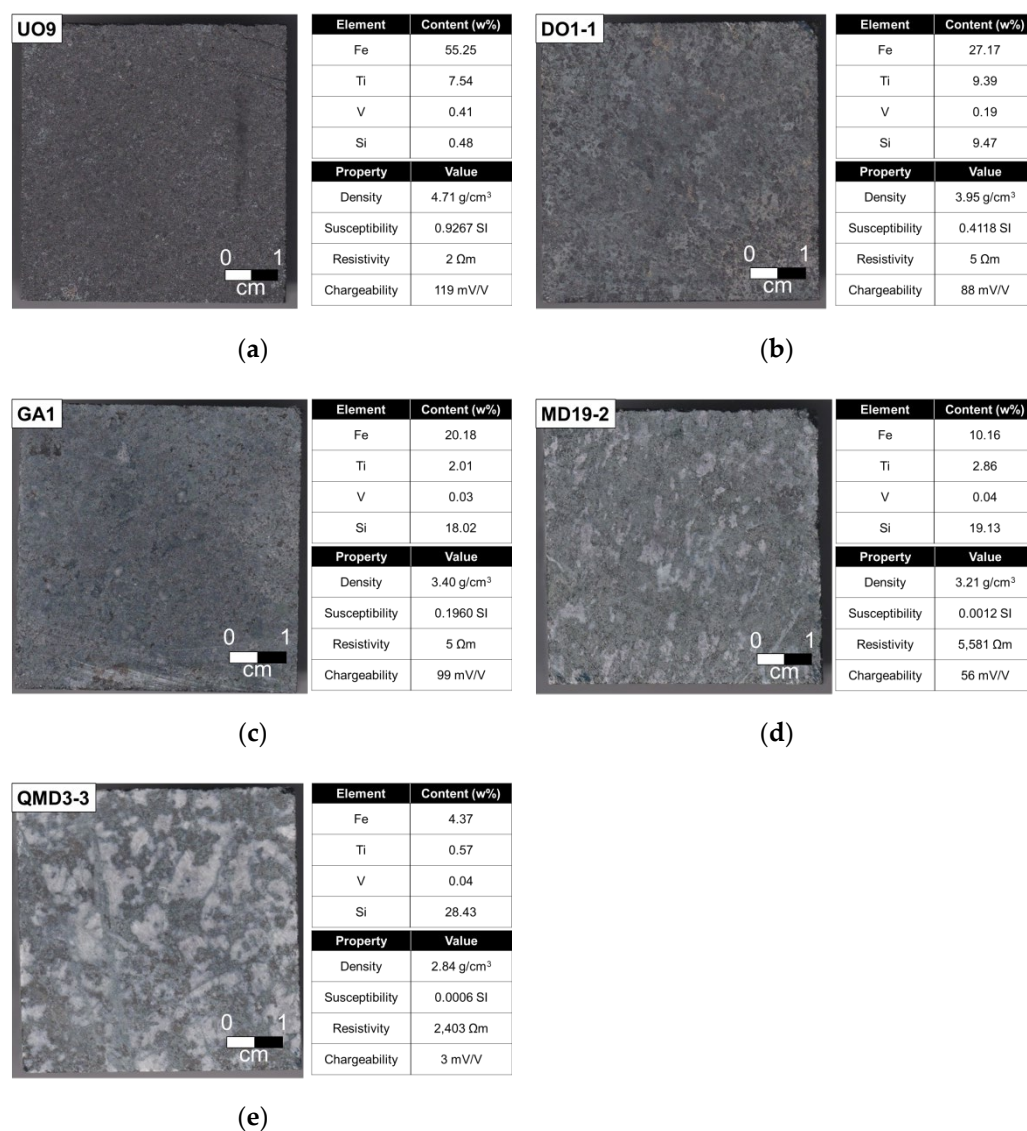 UO9
0 1
cm
Element Content (w%)
Fe 55.25
Ti 7.54
V 0.41
Si 0.48
Property Value
Density 4.71 g/cm³
Susceptibility 0.9267 SI
Resistivity 2 Ωm
Chargeability 119 mV/V
(a)
DO1-1
0 1
cm
Element Content (w%)
Fe 27.17
Ti 9.39
V 0.19
Si 9.47
Property Value
Density 3.95 g/cm³
Susceptibility 0.4118 SI
Resistivity 5 Ωm
Chargeability 88 mV/V
(b)
GA1
0 1
cm
Element Content (w%)
Fe 20.18
Ti 2.01
V 0.03
Si 18.02
Property Value
Density 3.40 g/cm³
Susceptibility 0.1960 SI
Resistivity 5 Ωm
Chargeability 99 mV/V
(c)
MD19-2
0 1
cm
Element Content (w%)
Fe 10.16
Ti 2.86
V 0.04
Si 19.13
Property Value
Density 3.21 g/cm³
Susceptibility 0.0012 SI
Resistivity 5,581 Ωm
Chargeability 56 mV/V
(d)
QMD3-3
0 1
cm
Element Content (w%)
Fe 4.37
Ti 0.57
V 0.04
Si 28.43
Property Value
Density 2.84 g/cm³
Susceptibility 0.0006 SI
Resistivity 2,403 Ωm
Chargeability 3 mV/V
(e)